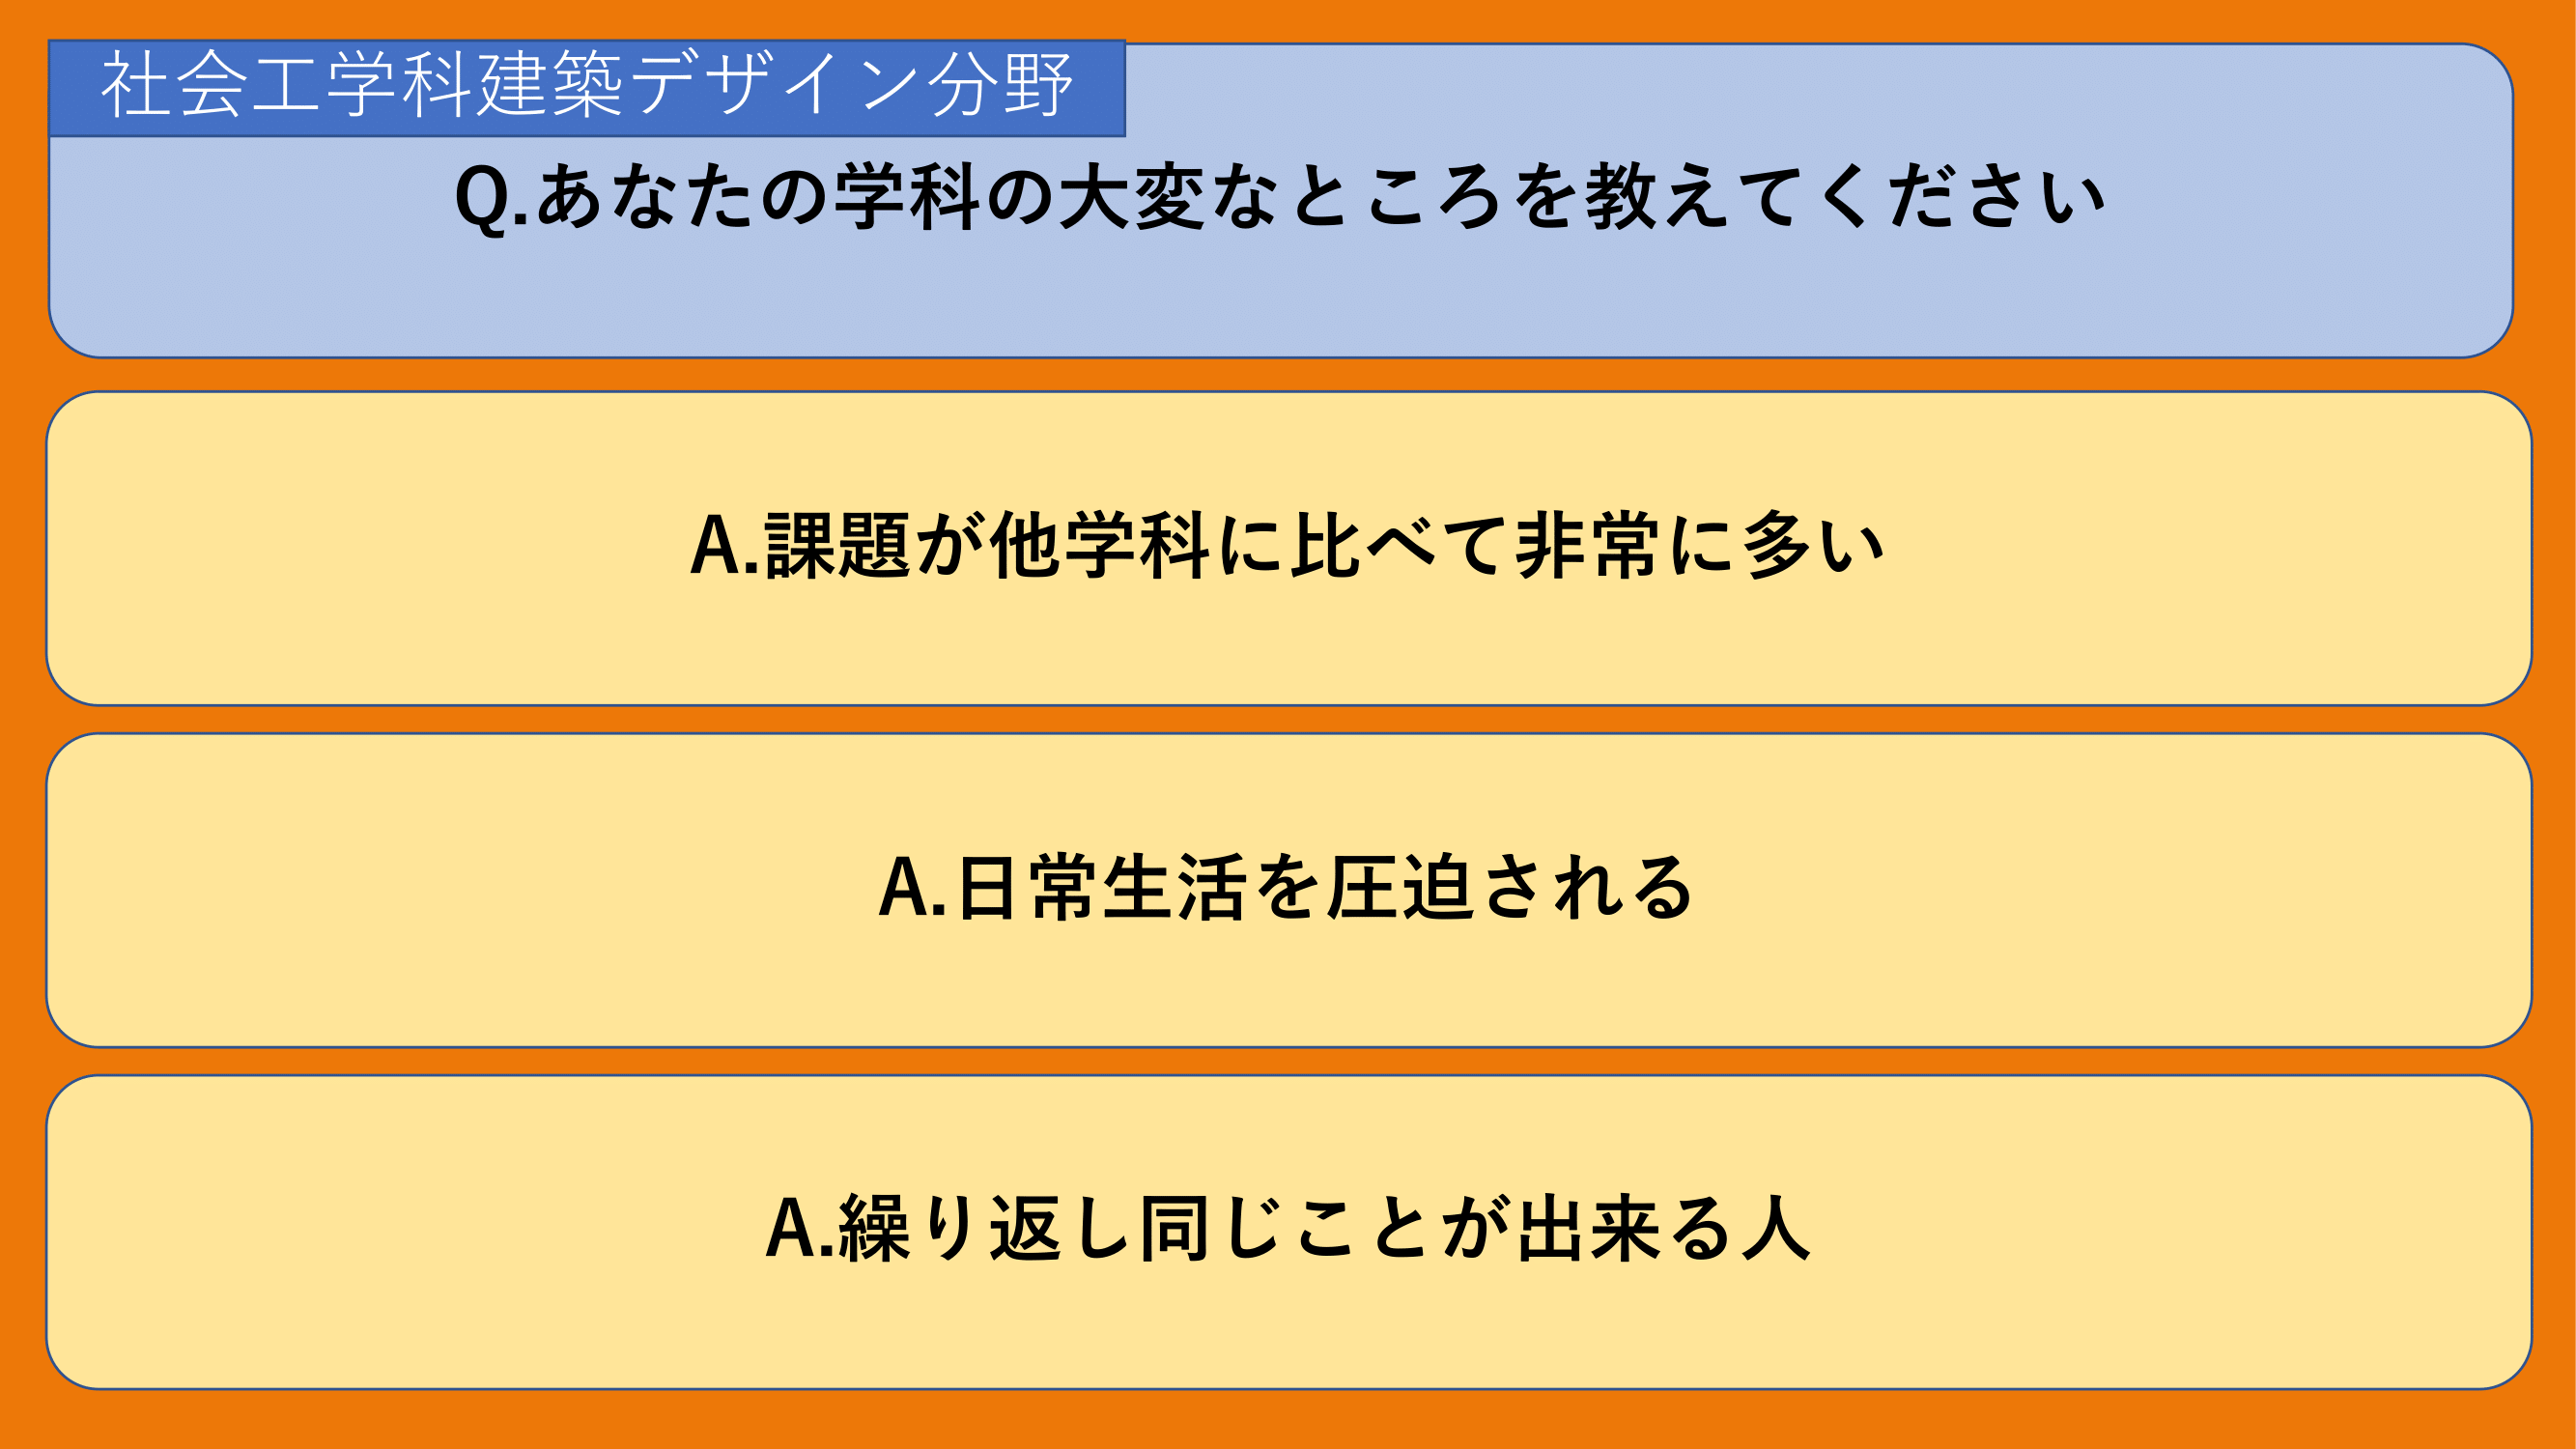 社会工学科建築デザイン分野
Q.あなたの学科の大変なところを教えてください
A.課題が他学科に比べて非常に多い
A.日常生活を圧迫される
A.繰り返し同じことが出来る人